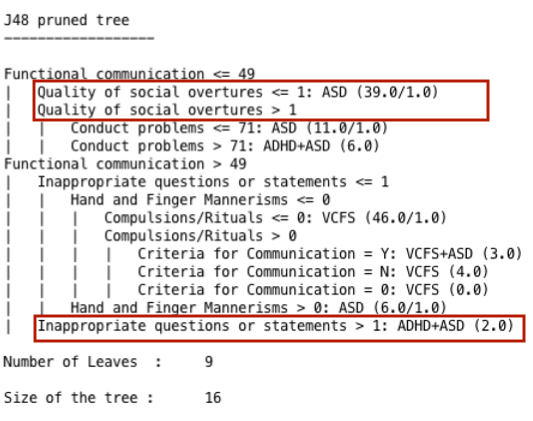 J48 pruned tree
------------------
Functional communication <= 49
|   Quality of social overtures <= 1: ASD (39.0/1.0)
|   Quality of social overtures > 1
|   |   Conduct problems <= 71: ASD (11.0/1.0)
|   |   Conduct problems > 71: ADHD+ASD (6.0)
Functional communication > 49
|   Inappropriate questions or statements <= 1
|   |   Hand and Finger Mannerisms <= 0
|   |   |   Compulsions/Rituals <= 0: VCFS (46.0/1.0)
|   |   |   Compulsions/Rituals > 0
|   |   |   |   Criteria for Communication = Y: VCFS+ASD (3.0)
|   |   |   |   Criteria for Communication = N: VCFS (4.0)
|   |   |   |   Criteria for Communication = 0: VCFS (0.0)
|   |   Hand and Finger Mannerisms > 0: ASD (6.0/1.0)
|   Inappropriate questions or statements > 1: ADHD+ASD (2.0)
Number of Leaves  :     9
Size of the tree :      16